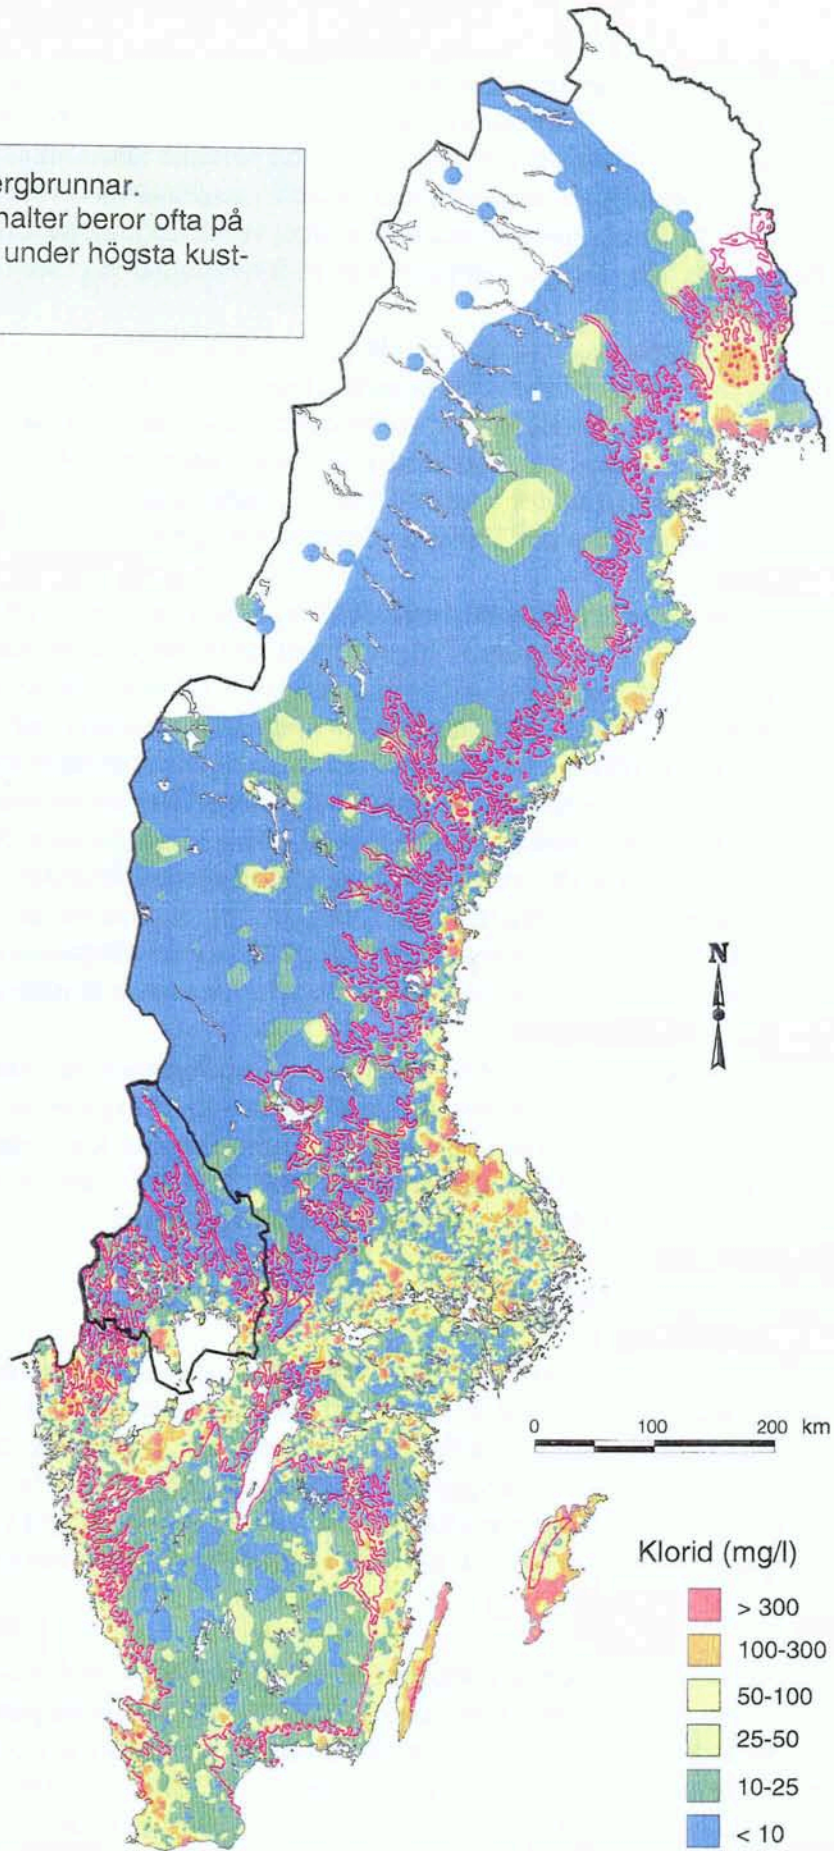 ergbrunnar.
halter beror ofta på
under högsta kust-
N
0 100 200 km
Klorid (mg/l)
> 300
100-300
50-100
25-50
10-25
< 10